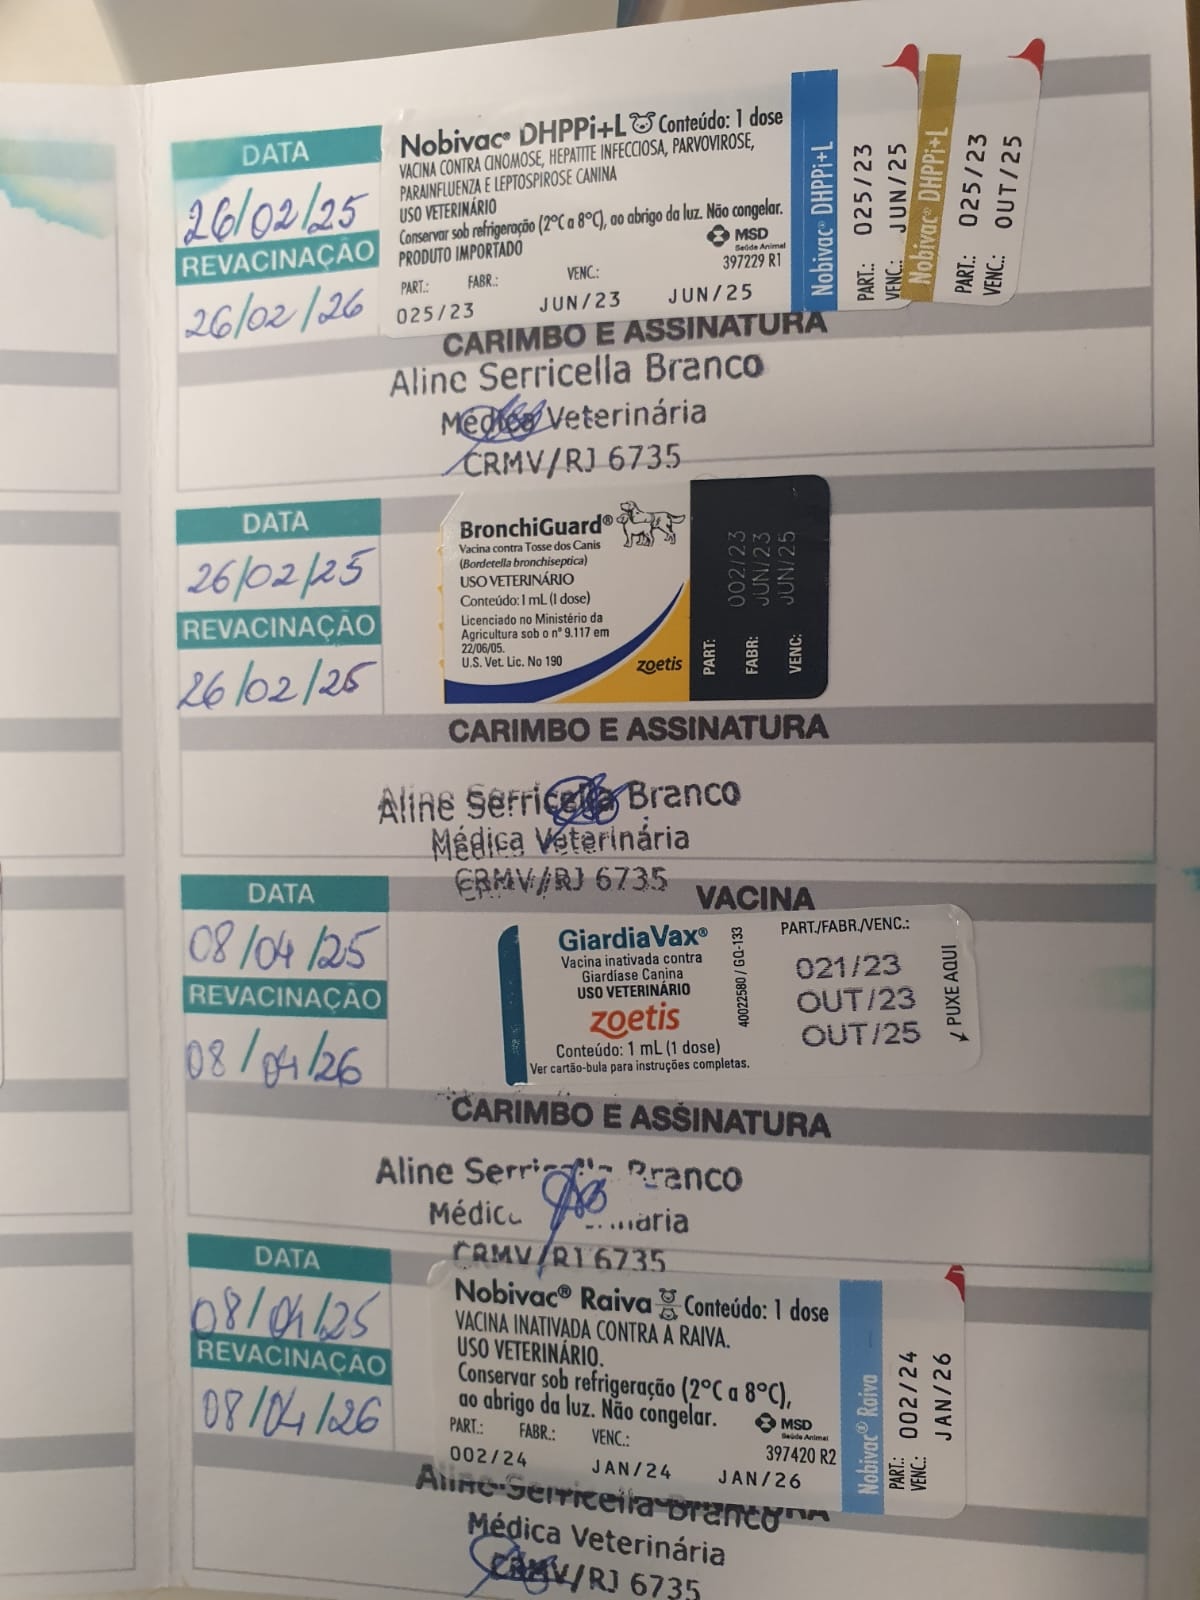 DATA
26/02/25
REVACINAÇÃO
26/02/26
Nobivac® DHPPi+L Conteúdo: 1 dose
VACINA CONTRA CINOMOSE, HEPATITE INFECCIOSA, PARVOVIROSE,
PARAINFLUENZA E LEPTOSPIROSE CANINA
USO VETERINÁRIO
Conservar sob refrigeração (2ºC a 8ºC), ao abrigo da luz. Não congelar.
PRODUTO IMPORTADO
MSD
Saúde Animal
397229 R1
PART.: FABR.: VENC.:
025/23 JUN/23 JUN/25
Nobivac® DHPPi+L
PART.: 025/23
VENC.: JUN/25
Nobivac® DHPPi+L
PART.: 025/23
VENC.: OUT/25
CARIMBO E ASSINATURA
Aline Serricella Branco
Médica Veterinária
CRMV/RJ 6735
DATA
26/02/25
REVACINAÇÃO
26/02/25
BronchiGuard®
Vacina contra Tosse dos Canis
(Bordetella bronchiseptica)
USO VETERINÁRIO
Conteúdo: 1 mL (1 dose)
Licenciado no Ministério da
Agricultura sob o nº 9.117 em
22/06/05.
U.S. Vet. Lic. No 190
zoetis
PART: 002/23
FABR: JUN/23
VENC: JUN/25
CARIMBO E ASSINATURA
Aline Serricella Branco
Médica Veterinária
CRMV/RJ 6735
DATA
08/04/25
REVACINAÇÃO
08/04/26
VACINA
GiardiaVax®
Vacina inativada contra
Giardíase Canina
USO VETERINÁRIO
zoetis
Conteúdo: 1 mL (1 dose)
Ver cartão-bula para instruções completas.
40022580 / GQ-133
PART./FABR./VENC.:
021/23
OUT/23
OUT/25
PUXE AQUI
CARIMBO E ASSINATURA
Aline Serricella Branco
Médica Veterinária
CRMV/RJ 6735
DATA
08/04/25
REVACINAÇÃO
08/04/26
Nobivac® Raiva Conteúdo: 1 dose
VACINA INATIVADA CONTRA A RAIVA.
USO VETERINÁRIO.
Conservar sob refrigeração (2ºC a 8ºC),
ao abrigo da luz. Não congelar.
MSD
Saúde Animal
397420 R2
PART.: FABR.: VENC.:
002/24 JAN/24 JAN/26
Nobivac® Raiva
PART.: 002/24
VENC.: JAN/26
Aline Serricella Branco
Médica Veterinária
CRMV/RJ 6735